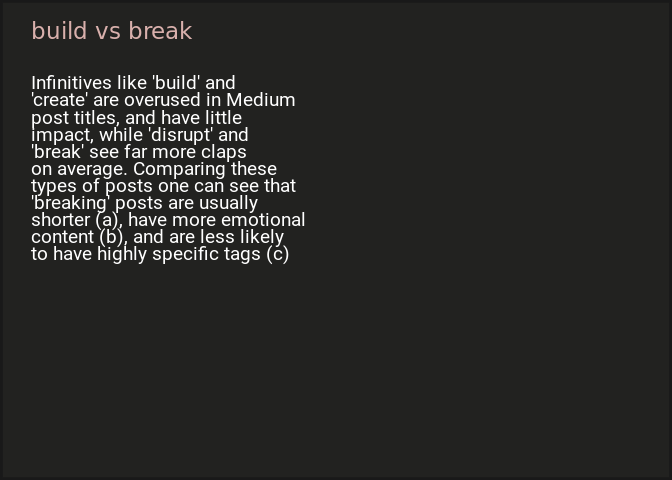 build vs break
Infinitives like 'build' and
'create' are overused in Medium
post titles, and have little
impact, while 'disrupt' and
'break' see far more claps
on average. Comparing these
types of posts one can see that
'breaking' posts are usually
shorter (a), have more emotional
content (b), and are less likely
to have highly specific tags (c)